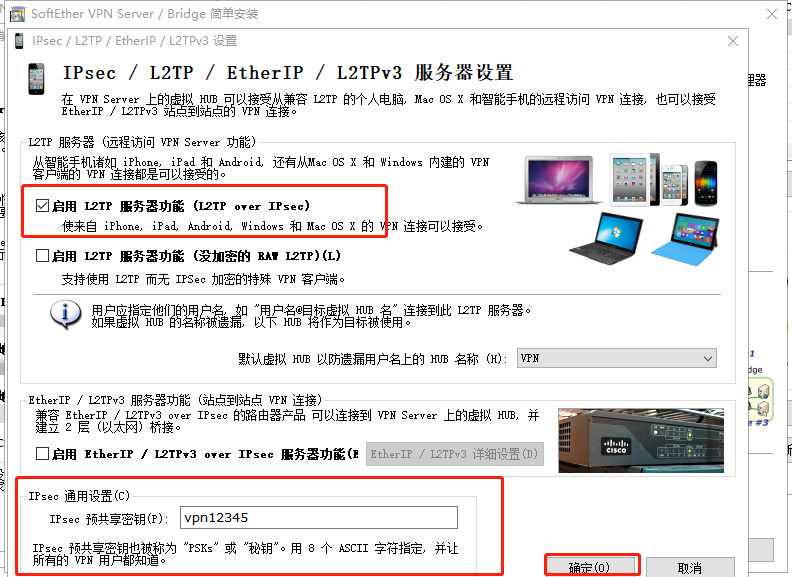 SoftEther VPN Server / Bridge 简单安装
IPsec / L2TP / EtherIP / L2TPv3 设置
IPsec / L2TP / EtherIP / L2TPv3 服务器设置
在 VPN Server 上的虚拟 HUB 可以接受从兼容 L2TP 的个人电脑, Mac OS X 和智能手机的远程访问 VPN 连接, 也可以接受
EtherIP / L2TPv3 站点到站点的 VPN 连接。
L2TP 服务器 (远程访问 VPN Server 功能)
从智能手机诸如 iPhone, iPad 和 Android, 还有从Mac OS X 和 Windows 内建的 VPN
客户端的 VPN 连接都是可以接受的。
启用 L2TP 服务器功能 (L2TP over IPsec)
使来自 iPhone, iPad, Android, Windows 和 Mac OS X 的 VPN 连接可以接受。
启用 L2TP 服务器功能 (没加密的 RAW L2TP)(L)
支持使用 L2TP 而无 IPSec 加密的特殊 VPN 客户端。
用户应指定他们的用户名, 如 "用户名@目标虚拟 HUB 名" 连接到此 L2TP 服务器。
如果虚拟 HUB 的名称被遗漏, 以下 HUB 将作为目标被使用。
默认虚拟 HUB 以防遗漏用户名上的 HUB 名称 (H):
VPN
EtherIP / L2TPv3 服务器功能 (站点到站点 VPN 连接)
兼容 EtherIP / L2TPv3 over IPsec 的路由器产品 可以连接到 VPN Server 上的虚拟 HUB, 并
建立 2 层 (以太网) 桥接。
启用 EtherIP / L2TPv3 over IPsec 服务器功能(E
EtherIP / L2TPv3 详细设置(D)
CISCO
IPsec 通用设置(C)
IPsec 预共享密钥(P):
vpn12345
IPsec 预共享密钥也被称为 "PSKs" 或 "秘钥"。用 8 个 ASCII 字符指定, 并让
所有的 VPN 用户都知道。
确定(O)
取消
理器
1
dge
e #3